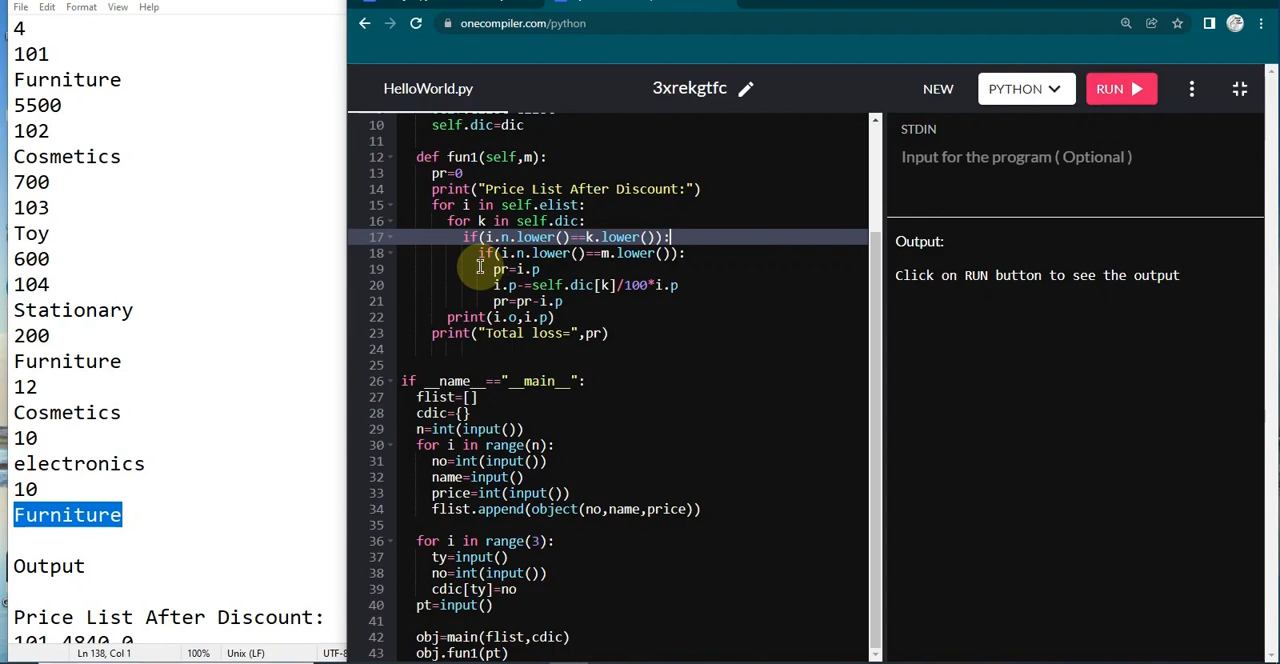 File Edit Format View Help
4
101
Furniture
5500
102
Cosmetics
700
103
Toy
600
104
Stationary
200
Furniture
12
Cosmetics
10
electronics
10
Furniture
Output
Price List After Discount:
101 4840.0
Ln 138, Col 1 100% Unix (LF) UTF-8
onecompiler.com/python
HelloWorld.py 3xrekgtfc NEW PYTHON RUN
10 self.dic=dic
11
12 def fun1(self,m):
13 pr=0
14 print("Price List After Discount:")
15 for i in self.elist:
16 for k in self.dic:
17 if(i.n.lower()==k.lower()):
18 if(i.n.lower()==m.lower()):
19 pr=i.p
20 i.p-=self.dic[k]/100*i.p
21 pr=pr-i.p
22 print(i.o,i.p)
23 print("Total loss=",pr)
24
25
26 if __name__=="__main__":
27 flist=[]
28 cdic={}
29 n=int(input())
30 for i in range(n):
31 no=int(input())
32 name=input()
33 price=int(input())
34 flist.append(object(no,name,price))
35
36 for i in range(3):
37 ty=input()
38 no=int(input())
39 cdic[ty]=no
40 pt=input()
41
42 obj=main(flist,cdic)
43 obj.fun1(pt)
STDIN
Input for the program ( Optional )
Output:
Click on RUN button to see the output